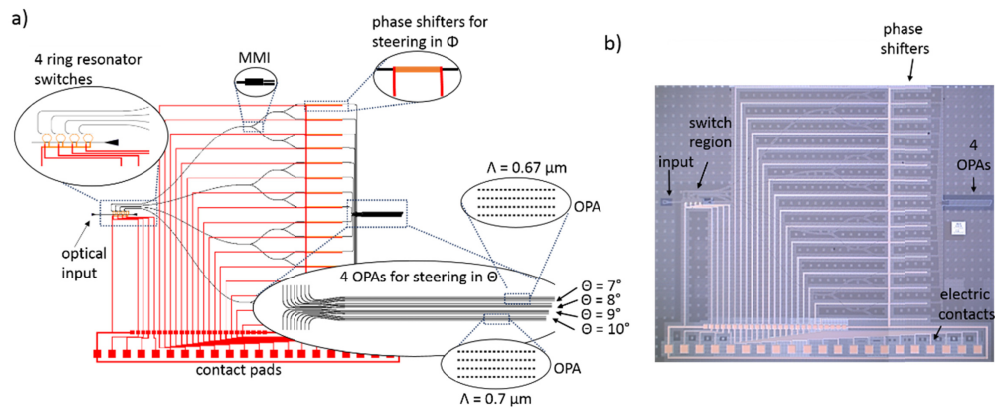 a)
4 ring resonator
switches
MMI
phase shifters for
steering in Φ
optical
input
Λ = 0.67 μm
OPA
4 OPAs for steering in Θ
Θ = 7°
Θ = 8°
Θ = 9°
Θ = 10°
OPA
Λ = 0.7 μm
contact pads
b)
phase
shifters
switch
region
input
4
OPAs
electric
contacts